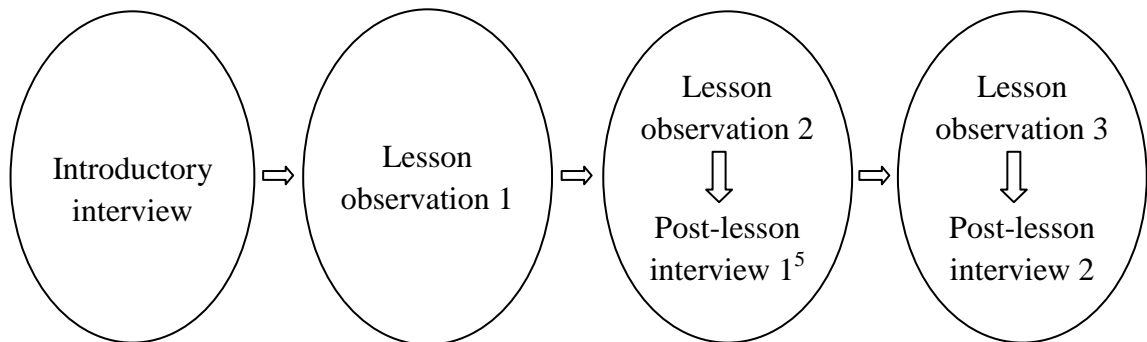 Introductory
interview
Lesson
observation 1
Lesson
observation 2
Post-lesson
interview 1⁵
Lesson
observation 3
Post-lesson
interview 2